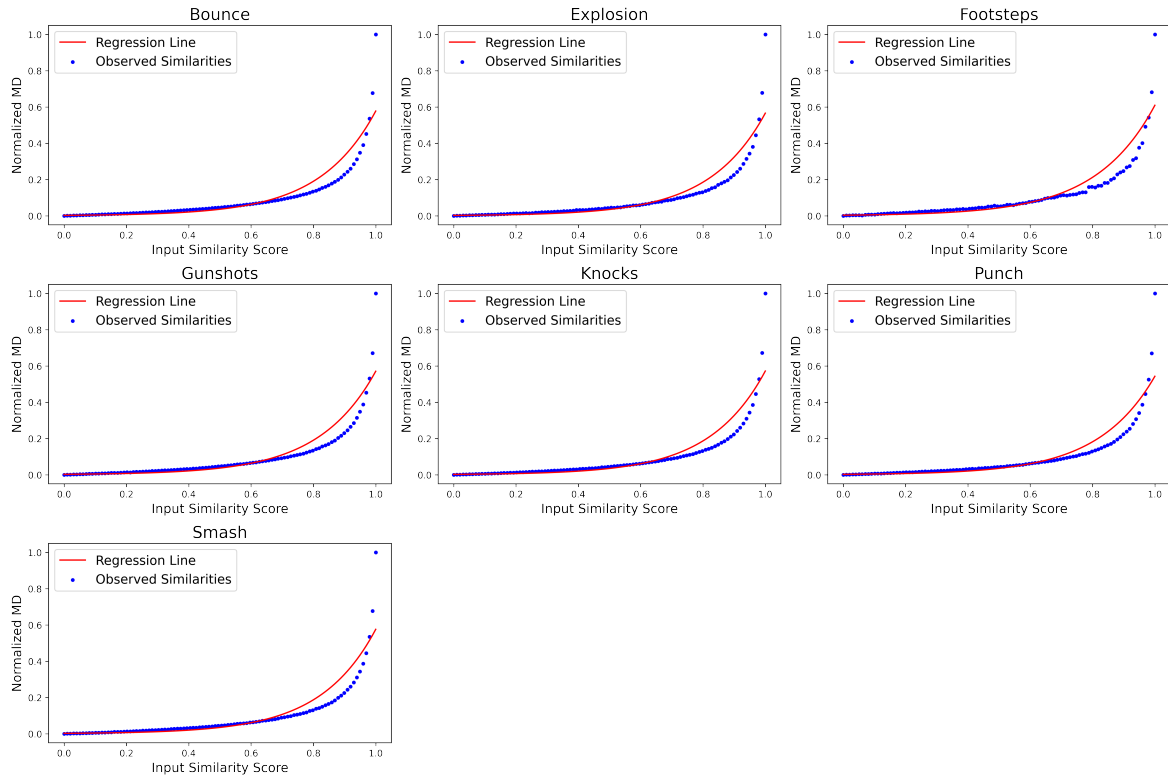 Bounce
Explosion
Footsteps
1.0
0.8
0.6
0.4
0.2
0.0
Normalized MD
Regression Line
Observed Similarities
0.0 0.2 0.4 0.6 0.8 1.0
Input Similarity Score
1.0
0.8
0.6
0.4
0.2
0.0
Normalized MD
Regression Line
Observed Similarities
0.0 0.2 0.4 0.6 0.8 1.0
Input Similarity Score
1.0
0.8
0.6
0.4
0.2
0.0
Normalized MD
Regression Line
Observed Similarities
0.0 0.2 0.4 0.6 0.8 1.0
Input Similarity Score
Gunshots
Knocks
Punch
1.0
0.8
0.6
0.4
0.2
0.0
Normalized MD
Regression Line
Observed Similarities
0.0 0.2 0.4 0.6 0.8 1.0
Input Similarity Score
1.0
0.8
0.6
0.4
0.2
0.0
Normalized MD
Regression Line
Observed Similarities
0.0 0.2 0.4 0.6 0.8 1.0
Input Similarity Score
1.0
0.8
0.6
0.4
0.2
0.0
Normalized MD
Regression Line
Observed Similarities
0.0 0.2 0.4 0.6 0.8 1.0
Input Similarity Score
Smash
1.0
0.8
0.6
0.4
0.2
0.0
Normalized MD
Regression Line
Observed Similarities
0.0 0.2 0.4 0.6 0.8 1.0
Input Similarity Score